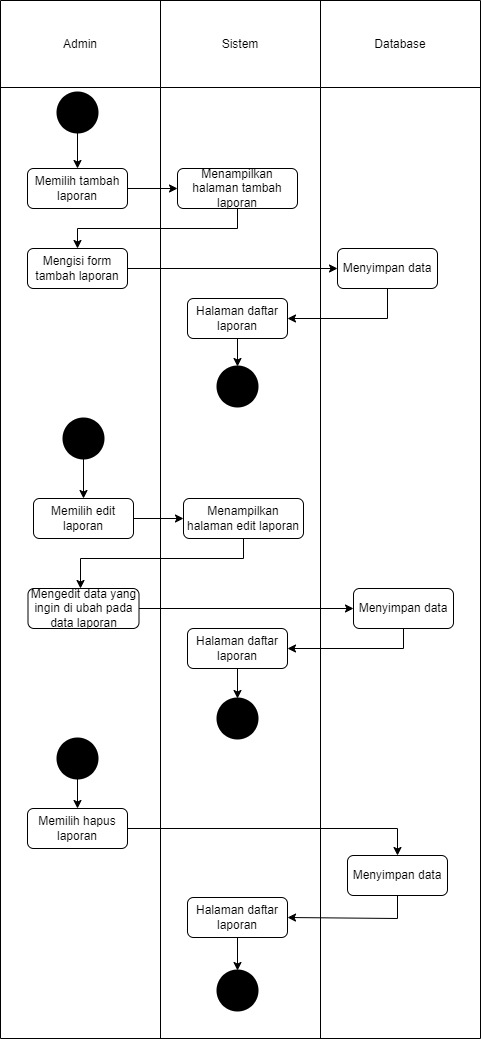 Admin
Sistem
Database
Memilih tambah
laporan
Menampilkan
halaman tambah
laporan
Mengisi form
tambah laporan
Menyimpan data
Halaman daftar
laporan
Memilih edit
laporan
Menampilkan
halaman edit laporan
Mengedit data yang
ingin di ubah pada
data laporan
Menyimpan data
Halaman daftar
laporan
Memilih hapus
laporan
Menyimpan data
Halaman daftar
laporan